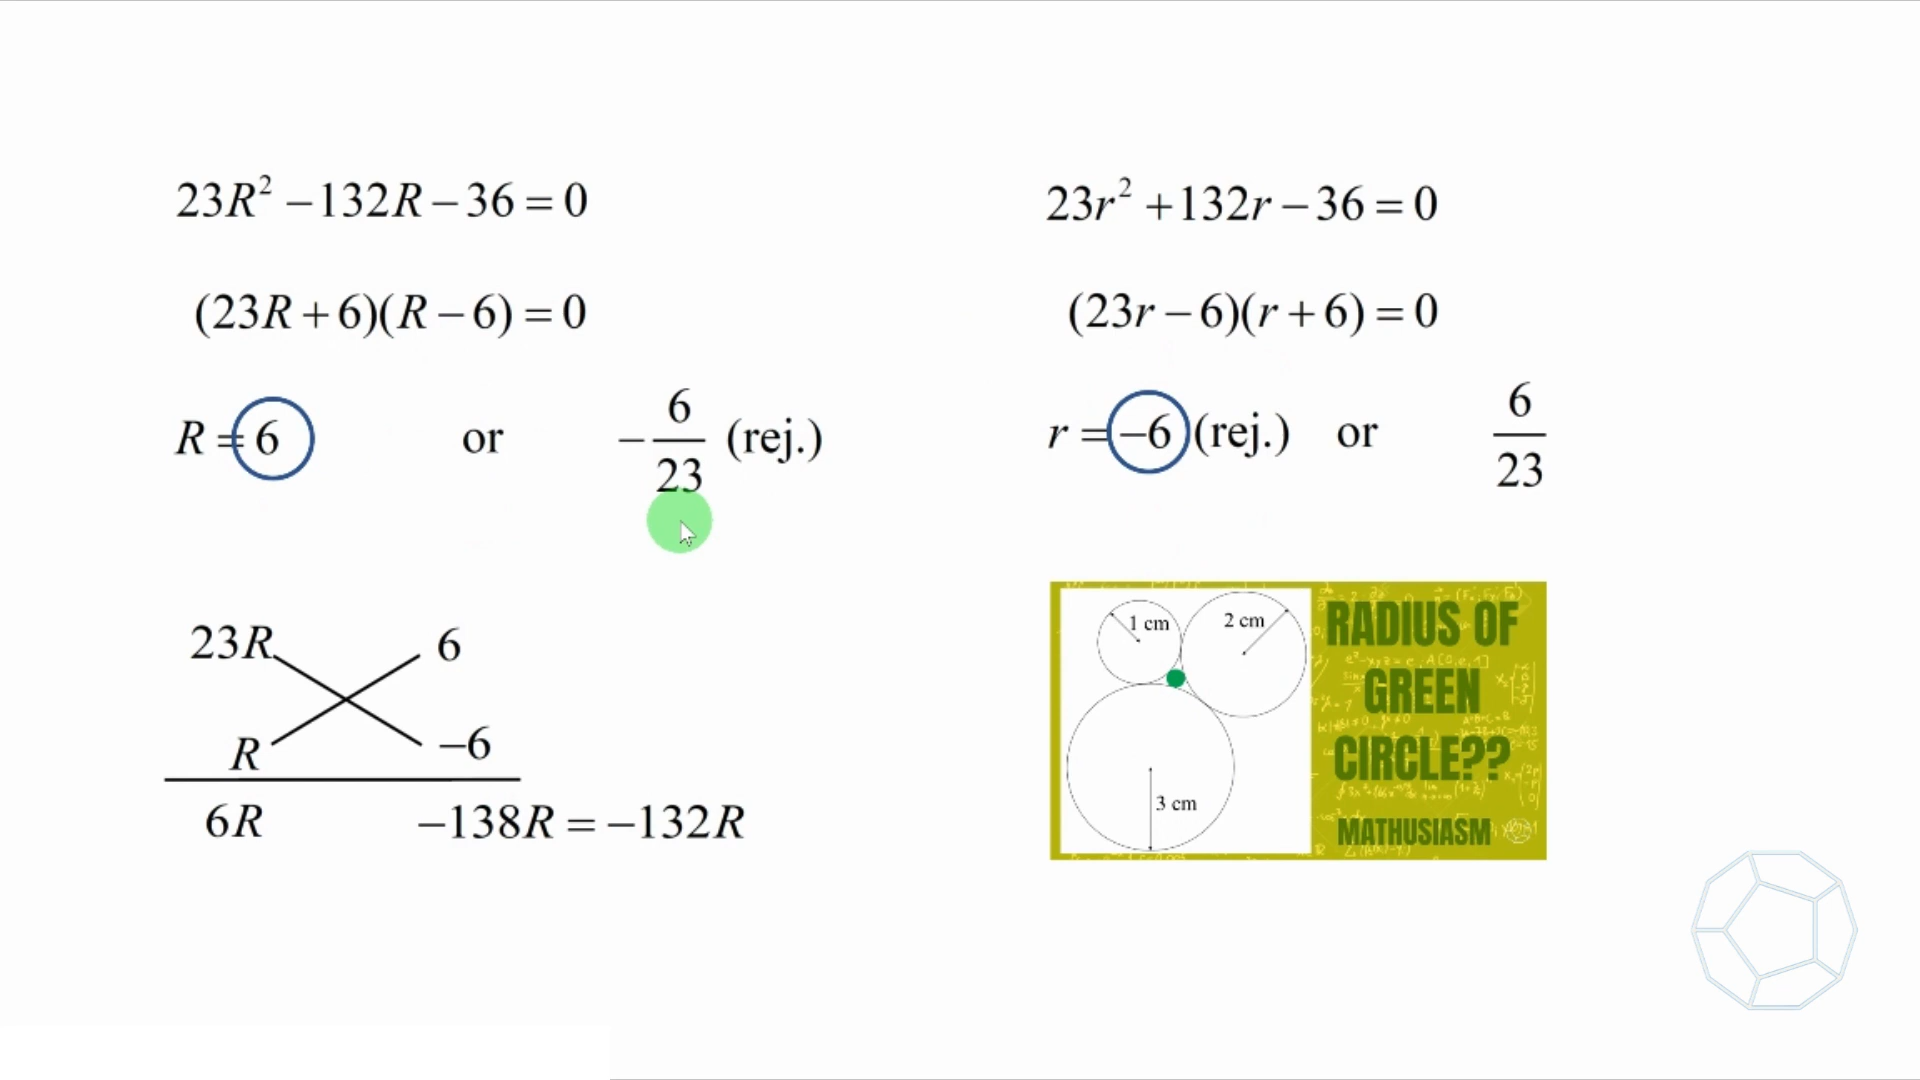 23R² − 132R − 36 = 0
(23R + 6)(R − 6) = 0
R = 6 or −6/23 (rej.)
23R 6
R −6
6R −138R = −132R
23r² + 132r − 36 = 0
(23r − 6)(r + 6) = 0
r = −6 (rej.) or 6/23
1 cm
2 cm
3 cm
RADIUS OF
GREEN
CIRCLE??
MATHUSIASM